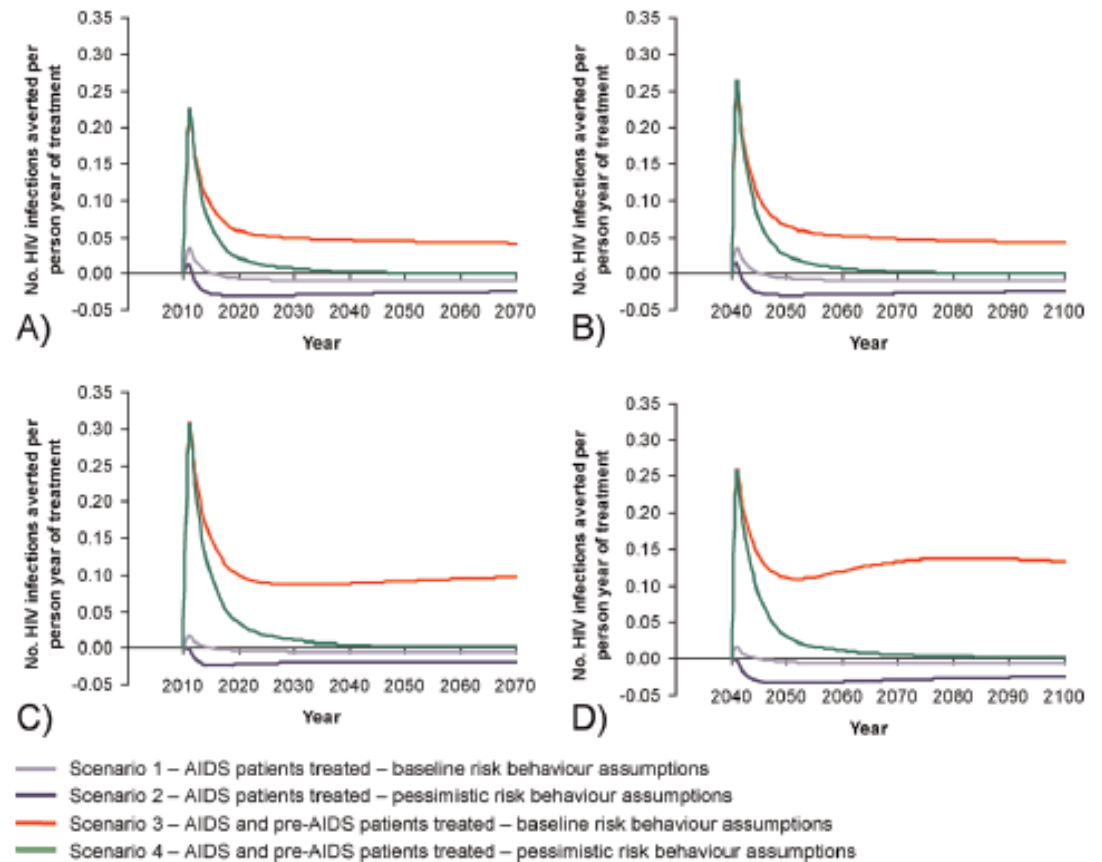 0.35
0.30
0.25
0.20
0.15
0.10
0.05
0.00
-0.05
No. HIV infections averted per
person year of treatment
2010 2020 2030 2040 2050 2060 2070
Year
A)
0.35
0.30
0.25
0.20
0.15
0.10
0.05
0.00
-0.05
No. HIV infections averted per
person year of treatment
2040 2050 2060 2070 2080 2090 2100
Year
B)
0.35
0.30
0.25
0.20
0.15
0.10
0.05
0.00
-0.05
No. HIV infections averted per
person year of treatment
2010 2020 2030 2040 2050 2060 2070
Year
C)
0.35
0.30
0.25
0.20
0.15
0.10
0.05
0.00
-0.05
No. HIV infections averted per
person year of treatment
2040 2050 2060 2070 2080 2090 2100
Year
D)
Scenario 1 – AIDS patients treated – baseline risk behaviour assumptions
Scenario 2 – AIDS patients treated – pessimistic risk behaviour assumptions
Scenario 3 – AIDS and pre-AIDS patients treated – baseline risk behaviour assumptions
Scenario 4 – AIDS and pre-AIDS patients treated – pessimistic risk behaviour assumptions